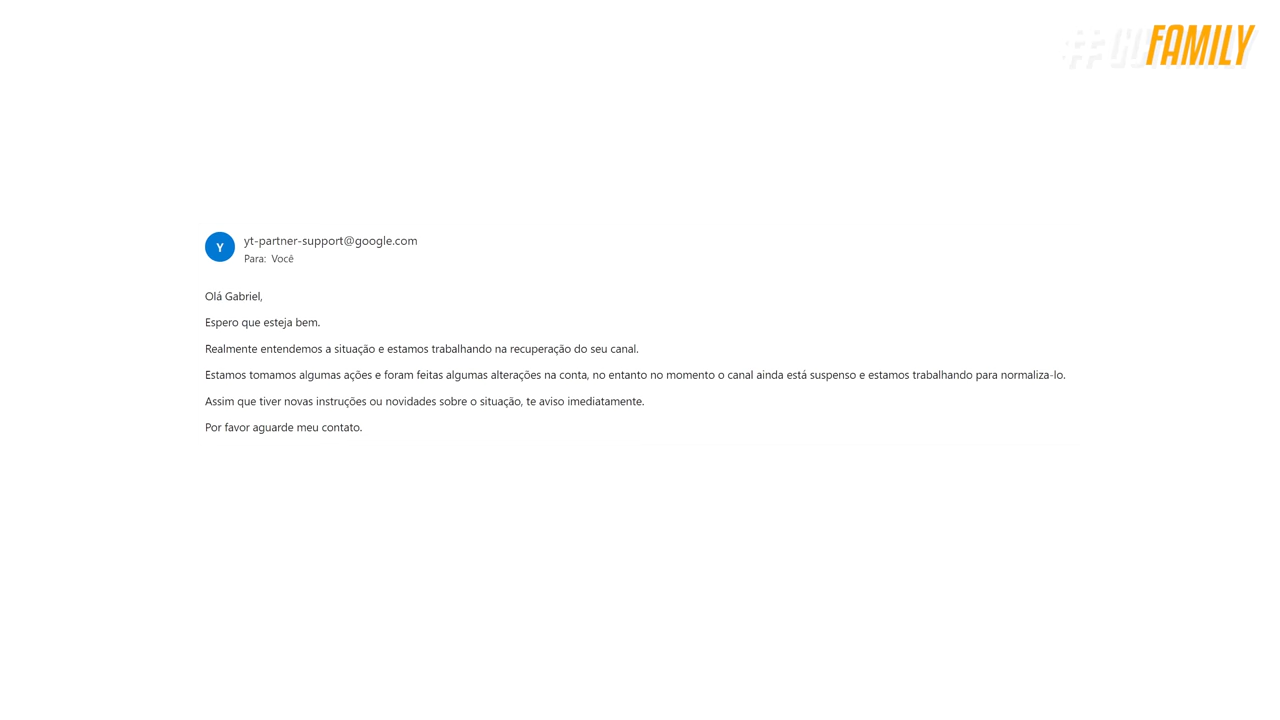 #GOFAMILY
Y
yt-partner-support@google.com
Para: Você
Olá Gabriel,
Espero que esteja bem.
Realmente entendemos a situação e estamos trabalhando na recuperação do seu canal.
Estamos tomamos algumas ações e foram feitas algumas alterações na conta, no entanto no momento o canal ainda está suspenso e estamos trabalhando para normaliza-lo.
Assim que tiver novas instruções ou novidades sobre o situação, te aviso imediatamente.
Por favor aguarde meu contato.